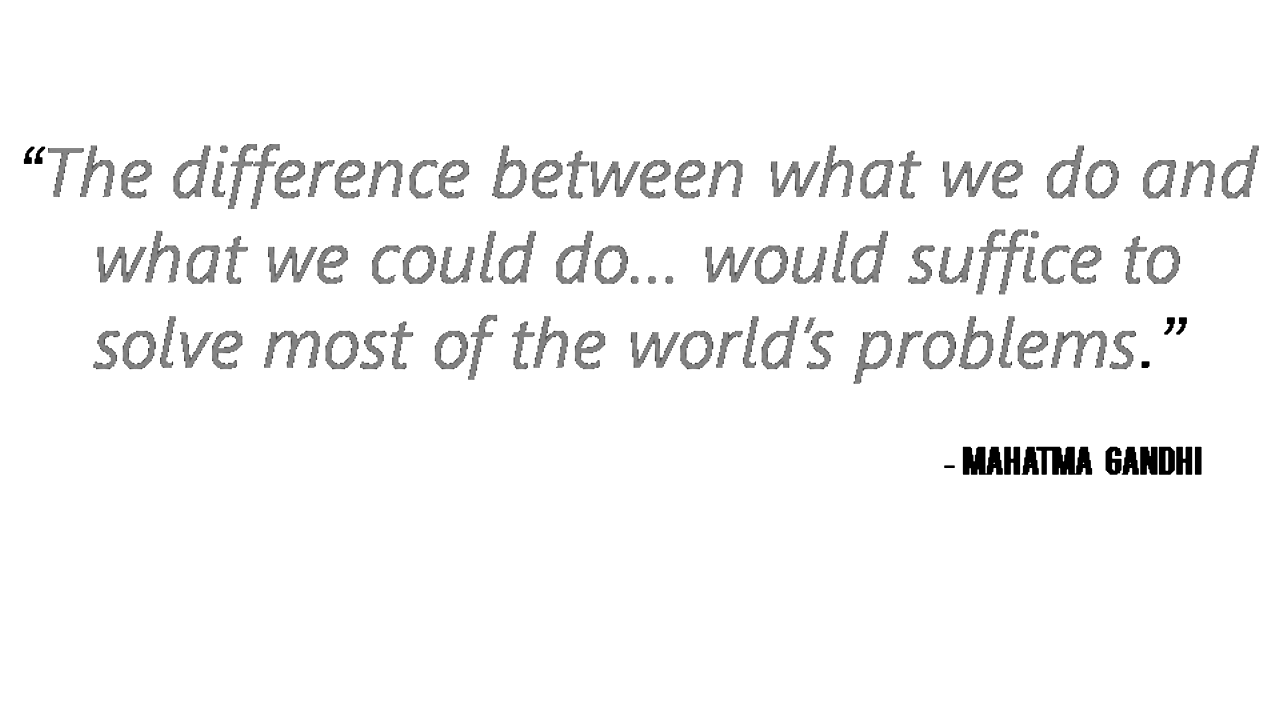 “The difference between what we do and
what we could do... would suffice to
solve most of the world’s problems.”
- MAHATMA GANDHI